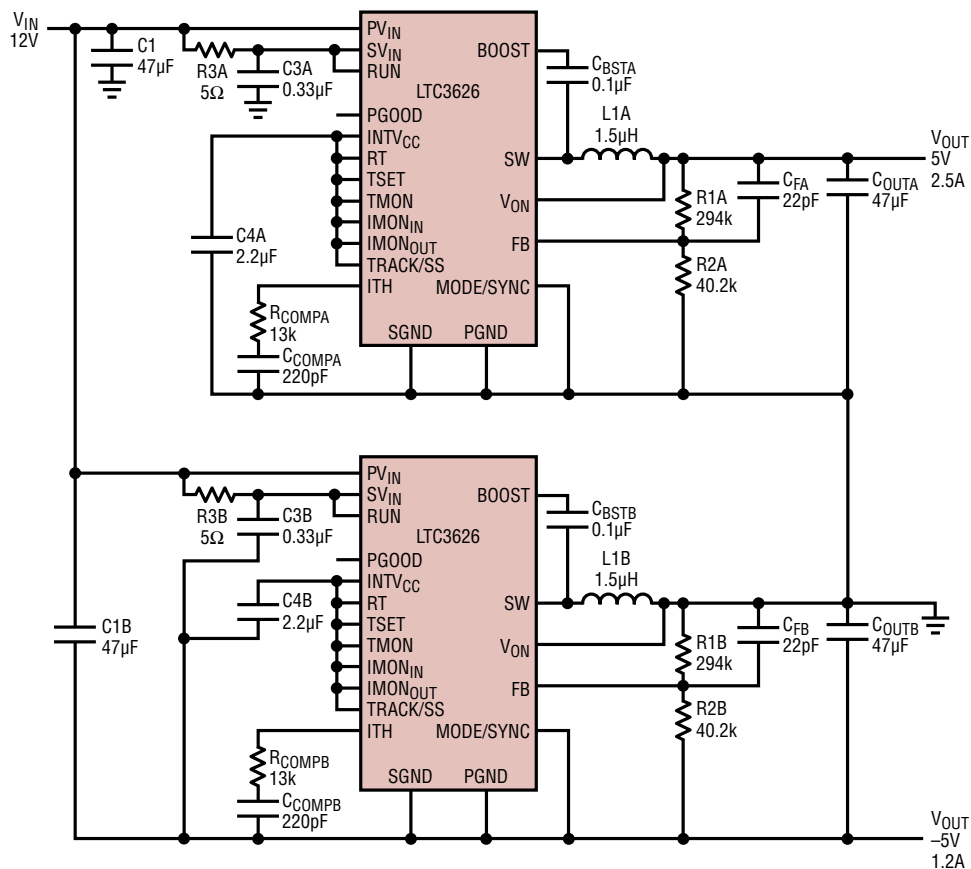 VIN
12V
C1
47µF
R3A
5Ω
C3A
0.33µF
PVIN
SVIN
RUN
LTC3626
PGOOD
INTVCC
RT
TSET
TMON
IMONIN
IMONOUT
TRACK/SS
ITH
SGND
PGND
BOOST
SW
VON
FB
MODE/SYNC
C4A
2.2µF
RCOMPA
13k
CCOMPA
220pF
CBSTA
0.1µF
L1A
1.5µH
R1A
294k
R2A
40.2k
CFA
22pF
COUTA
47µF
VOUT
5V
2.5A
C1B
47µF
R3B
5Ω
C3B
0.33µF
C4B
2.2µF
PVIN
SVIN
RUN
LTC3626
PGOOD
INTVCC
RT
TSET
TMON
IMONIN
IMONOUT
TRACK/SS
ITH
SGND
PGND
BOOST
SW
VON
FB
MODE/SYNC
RCOMPB
13k
CCOMPB
220pF
CBSTB
0.1µF
L1B
1.5µH
R1B
294k
R2B
40.2k
CFB
22pF
COUTB
47µF
VOUT
–5V
1.2A